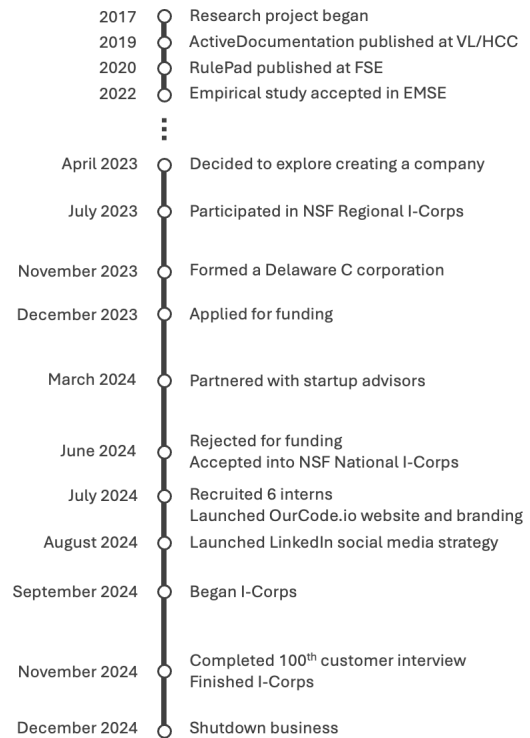 2017 Research project began
2019 ActiveDocumentation published at VL/HCC
2020 RulePad published at FSE
2022 Empirical study accepted in EMSE
April 2023 Decided to explore creating a company
July 2023 Participated in NSF Regional I-Corps
November 2023 Formed a Delaware C corporation
December 2023 Applied for funding
March 2024 Partnered with startup advisors
June 2024 Rejected for funding
Accepted into NSF National I-Corps
July 2024 Recruited 6 interns
Launched OurCode.io website and branding
August 2024 Launched LinkedIn social media strategy
September 2024 Began I-Corps
November 2024 Completed 100th customer interview
Finished I-Corps
December 2024 Shutdown business